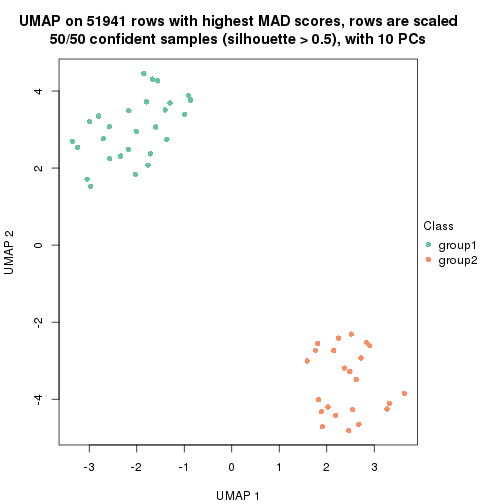 UMAP on 51941 rows with highest MAD scores, rows are scaled
50/50 confident samples (silhouette > 0.5), with 10 PCs
4
2
0
-2
-4
UMAP 2
-3 -2 -1 0 1 2 3
UMAP 1
Class
group1
group2